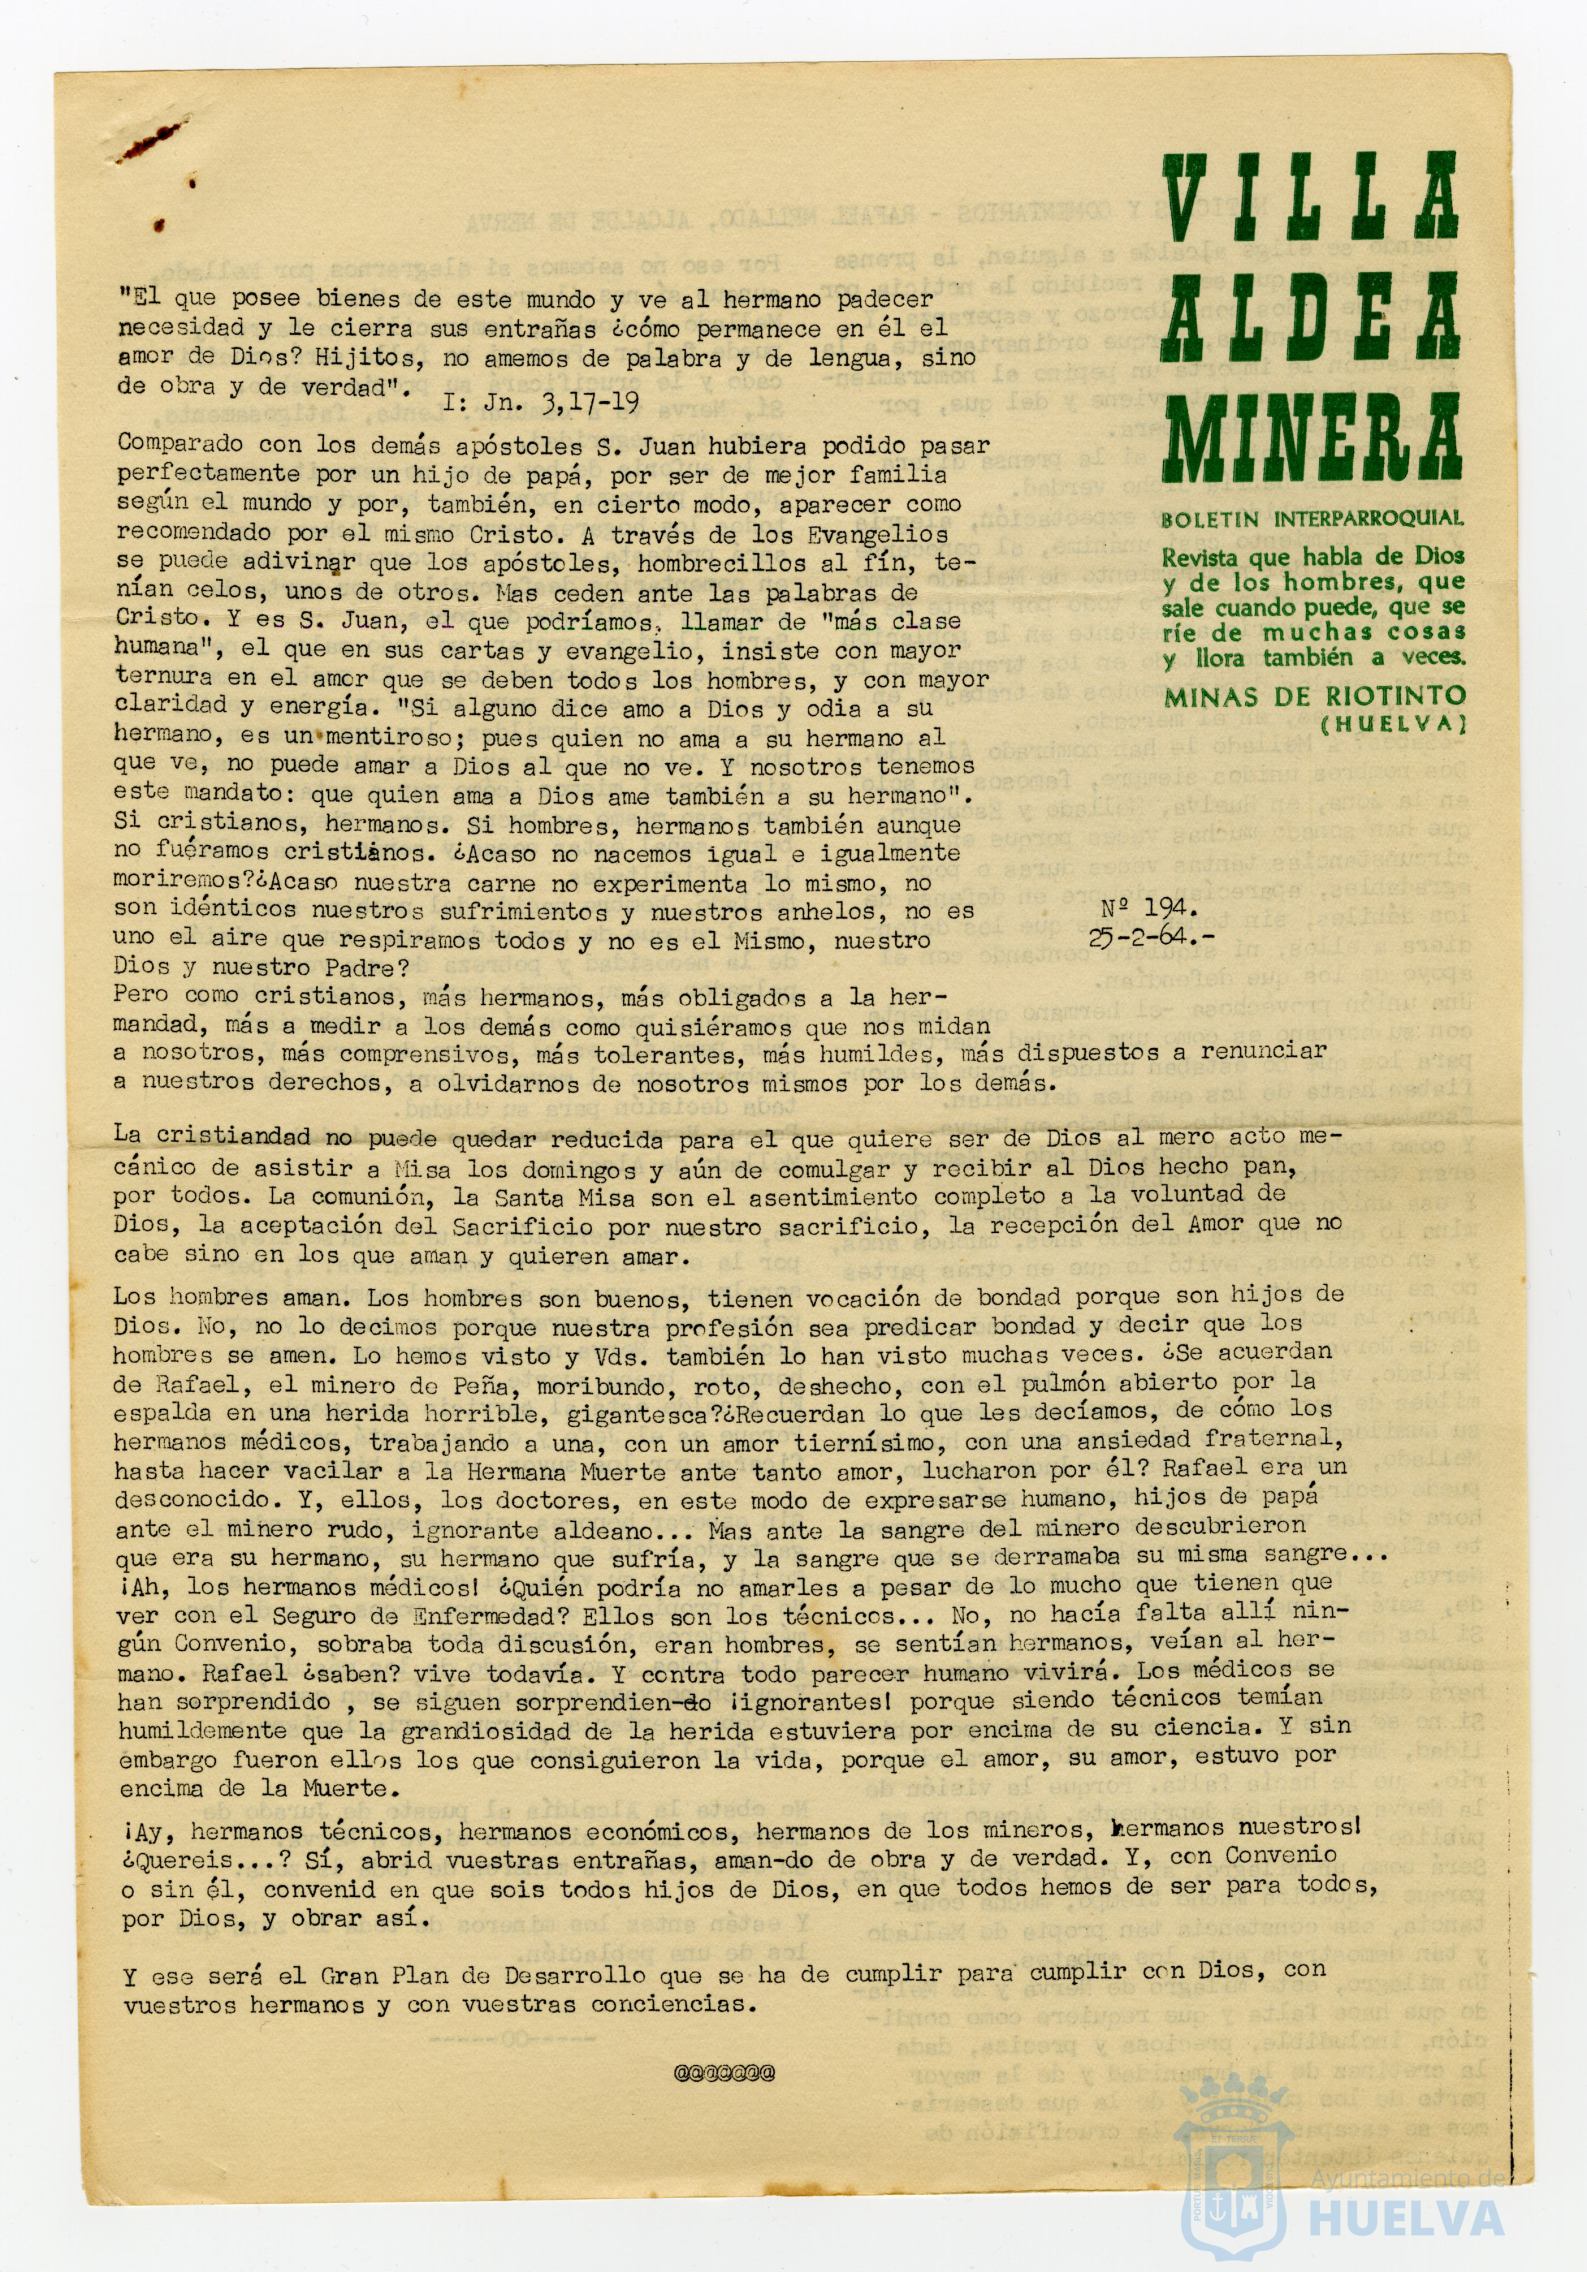 VILLA
ALDEA
MINERA
BOLETIN INTERPARROQUIAL
Revista que habla de Dios
y de los hombres, que
sale cuando puede, que se
ríe de muchas cosas
y llora también a veces.
MINAS DE RIOTINTO
(HUELVA)
Nº 194.
25-2-64.-
"El que posee bienes de este mundo y ve al hermano padecer
necesidad y le cierra sus entrañas ¿cómo permanece en él el
amor de Dios? Hijitos, no amemos de palabra y de lengua, sino
de obra y de verdad".
I: Jn. 3,17-19
Comparado con los demás apóstoles S. Juan hubiera podido pasar
perfectamente por un hijo de papá, por ser de mejor familia
según el mundo y por, también, en cierto modo, aparecer como
recomendado por el mismo Cristo. A través de los Evangelios
se puede adivinar que los apóstoles, hombrecillos al fín, te-
nían celos, unos de otros. Mas ceden ante las palabras de
Cristo. Y es S. Juan, el que podríamos, llamar de "más clase
humana", el que en sus cartas y evangelio, insiste con mayor
ternura en el amor que se deben todos los hombres, y con mayor
claridad y energía. "Si alguno dice amo a Dios y odia a su
hermano, es un mentiroso; pues quien no ama a su hermano al
que ve, no puede amar a Dios al que no ve. Y nosotros tenemos
este mandato: que quien ama a Dios ame también a su hermano".
Si cristianos, hermanos. Si hombres, hermanos también aunque
no fuéramos cristianos. ¿Acaso no nacemos igual e igualmente
moriremos?¿Acaso nuestra carne no experimenta lo mismo, no
son idénticos nuestros sufrimientos y nuestros anhelos, no es
uno el aire que respiramos todos y no es el Mismo, nuestro
Dios y nuestro Padre?
Pero como cristianos, más hermanos, más obligados a la her-
mandad, más a medir a los demás como quisiéramos que nos midan
a nosotros, más comprensivos, más tolerantes, más humildes, más dispuestos a renunciar
a nuestros derechos, a olvidarnos de nosotros mismos por los demás.
La cristiandad no puede quedar reducida para el que quiere ser de Dios al mero acto me-
cánico de asistir a Misa los domingos y aún de comulgar y recibir al Dios hecho pan,
por todos. La comunión, la Santa Misa son el asentimiento completo a la voluntad de
Dios, la aceptación del Sacrificio por nuestro sacrificio, la recepción del Amor que no
cabe sino en los que aman y quieren amar.
Los hombres aman. Los hombres son buenos, tienen vocación de bondad porque son hijos de
Dios. No, no lo decimos porque nuestra profesión sea predicar bondad y decir que los
hombres se amen. Lo hemos visto y Vds. también lo han visto muchas veces. ¿Se acuerdan
de Rafael, el minero de Peña, moribundo, roto, deshecho, con el pulmón abierto por la
espalda en una herida horrible, gigantesca?¿Recuerdan lo que les decíamos, de cómo los
hermanos médicos, trabajando a una, con un amor tiernísimo, con una ansiedad fraternal,
hasta hacer vacilar a la Hermana Muerte ante tanto amor, lucharon por él? Rafael era un
desconocido. Y, ellos, los doctores, en este modo de expresarse humano, hijos de papá
ante el minero rudo, ignorante aldeano... Mas ante la sangre del minero descubrieron
que era su hermano, su hermano que sufría, y la sangre que se derramaba su misma sangre...
¡Ah, los hermanos médicos! ¿Quién podría no amarles a pesar de lo mucho que tienen que
ver con el Seguro de Enfermedad? Ellos son los técnicos... No, no hacía falta allí nin-
gún Convenio, sobraba toda discusión, eran hombres, se sentían hermanos, veían al her-
mano. Rafael ¿saben? vive todavía. Y contra todo parecer humano vivirá. Los médicos se
han sorprendido , se siguen sorprendien-do ¡ignorantes! porque siendo técnicos temían
humildemente que la grandiosidad de la herida estuviera por encima de su ciencia. Y sin
embargo fueron ellos los que consiguieron la vida, porque el amor, su amor, estuvo por
encima de la Muerte.
¡Ay, hermanos técnicos, hermanos económicos, hermanos de los mineros, hermanos nuestros!
¿Quereis...? Sí, abrid vuestras entrañas, aman-do de obra y de verdad. Y, con Convenio
o sin él, convenid en que sois todos hijos de Dios, en que todos hemos de ser para todos,
por Dios, y obrar así.
Y ese será el Gran Plan de Desarrollo que se ha de cumplir para cumplir con Dios, con
vuestros hermanos y con vuestras conciencias.
@@@@@@@
Ayuntamiento de
HUELVA